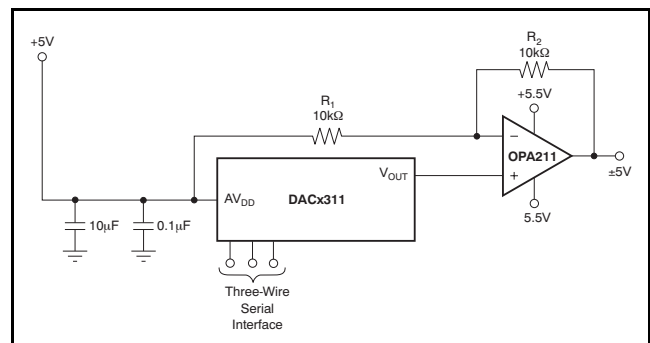 +5V
R2
10kΩ
R1
10kΩ
+5.5V
−
OPA211
+
±5V
5.5V
VOUT
AVDD
DACx311
10μF
0.1μF
Three-Wire
Serial
Interface